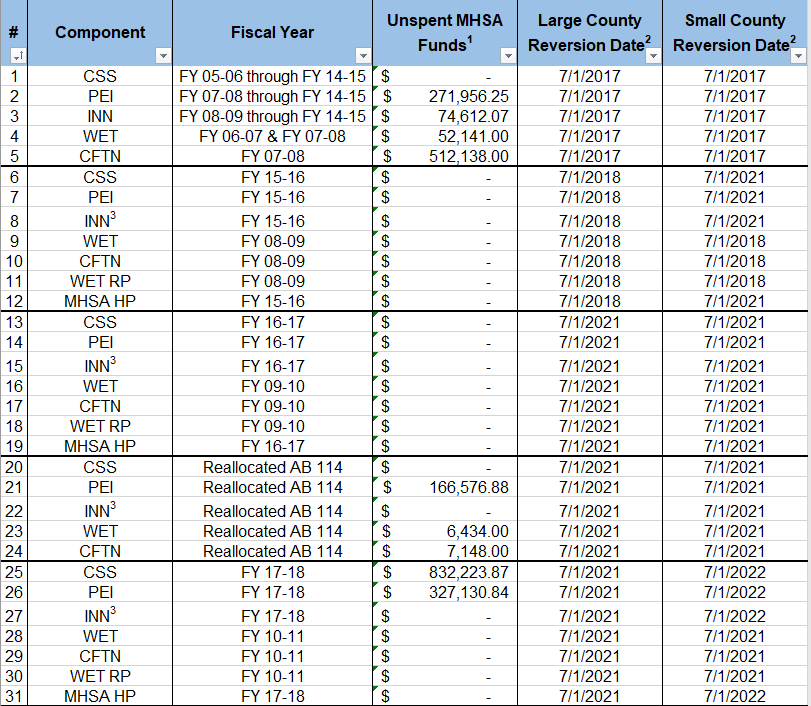 # Component Fiscal Year Unspent MHSA Funds¹ Large County Reversion Date² Small County Reversion Date²
1 CSS FY 05-06 through FY 14-15 $ - 7/1/2017 7/1/2017
2 PEI FY 07-08 through FY 14-15 $ 271,956.25 7/1/2017 7/1/2017
3 INN FY 08-09 through FY 14-15 $ 74,612.07 7/1/2017 7/1/2017
4 WET FY 06-07 & FY 07-08 $ 52,141.00 7/1/2017 7/1/2017
5 CFTN FY 07-08 $ 512,138.00 7/1/2017 7/1/2017
6 CSS FY 15-16 $ - 7/1/2018 7/1/2021
7 PEI FY 15-16 $ - 7/1/2018 7/1/2021
8 INN³ FY 15-16 $ - 7/1/2018 7/1/2021
9 WET FY 08-09 $ - 7/1/2018 7/1/2018
10 CFTN FY 08-09 $ - 7/1/2018 7/1/2018
11 WET RP FY 08-09 $ - 7/1/2018 7/1/2018
12 MHSA HP FY 15-16 $ - 7/1/2018 7/1/2021
13 CSS FY 16-17 $ - 7/1/2021 7/1/2021
14 PEI FY 16-17 $ - 7/1/2021 7/1/2021
15 INN³ FY 16-17 $ - 7/1/2021 7/1/2021
16 WET FY 09-10 $ - 7/1/2021 7/1/2021
17 CFTN FY 09-10 $ - 7/1/2021 7/1/2021
18 WET RP FY 09-10 $ - 7/1/2021 7/1/2021
19 MHSA HP FY 16-17 $ - 7/1/2021 7/1/2021
20 CSS Reallocated AB 114 $ - 7/1/2021 7/1/2021
21 PEI Reallocated AB 114 $ 166,576.88 7/1/2021 7/1/2021
22 INN³ Reallocated AB 114 $ - 7/1/2021 7/1/2021
23 WET Reallocated AB 114 $ 6,434.00 7/1/2021 7/1/2021
24 CFTN Reallocated AB 114 $ 7,148.00 7/1/2021 7/1/2021
25 CSS FY 17-18 $ 832,223.87 7/1/2021 7/1/2022
26 PEI FY 17-18 $ 327,130.84 7/1/2021 7/1/2022
27 INN³ FY 17-18 $ - 7/1/2021 7/1/2022
28 WET FY 10-11 $ - 7/1/2021 7/1/2021
29 CFTN FY 10-11 $ - 7/1/2021 7/1/2021
30 WET RP FY 10-11 $ - 7/1/2021 7/1/2021
31 MHSA HP FY 17-18 $ - 7/1/2021 7/1/2022